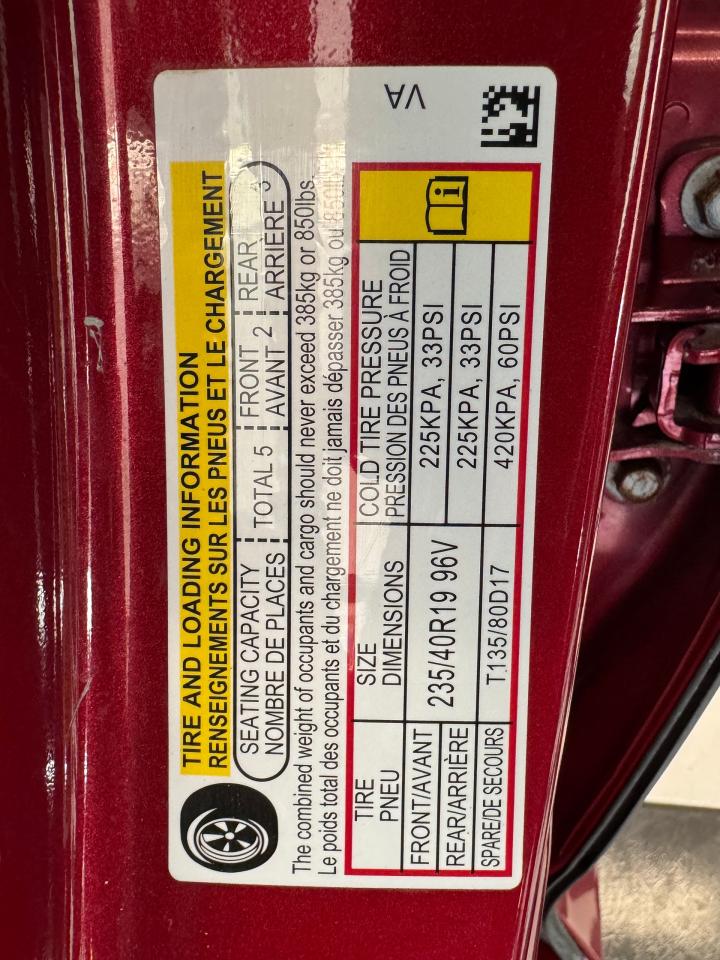 VA
TIRE AND LOADING INFORMATION
RENSEIGNEMENTS SUR LES PNEUS ET LE CHARGEMENT
SEATING CAPACITY TOTAL 5 FRONT 2 REAR 3
NOMBRE DE PLACES AVANT ARRIÈRE
The combined weight of occupants and cargo should never exceed 385kg or 850lbs
Le poids total des occupants et du chargement ne doit jamais dépasser 385kg ou 850lbs
TIRE SIZE COLD TIRE PRESSURE
PNEU DIMENSIONS PRESSION DES PNEUS À FROID
FRONT/AVANT 235/40R19 96V 225KPA, 33PSI
REAR/ARRIÈRE 225KPA, 33PSI
SPARE/DE SECOURS T135/80D17 420KPA, 60PSI